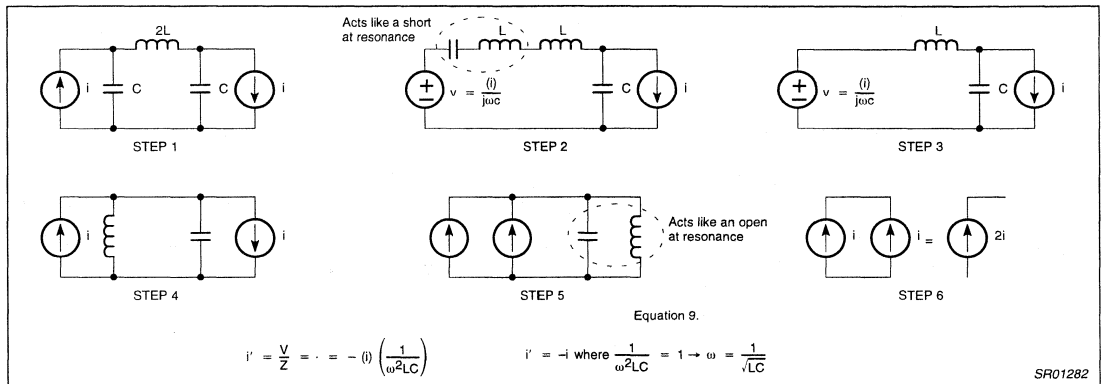 Acts like a short
at resonance
2L
i
C
C
i
STEP 1
L
L
v = (i)/jωc
C
i
STEP 2
L
v = (i)/jωc
C
i
STEP 3
i
i
STEP 4
Acts like an open
at resonance
STEP 5
i
i =
2i
STEP 6
Equation 9.
i′ = V/Z = · = − (i) (1/ω²LC)
i′ = −i where 1/ω²LC = 1 → ω = 1/√LC
SR01282